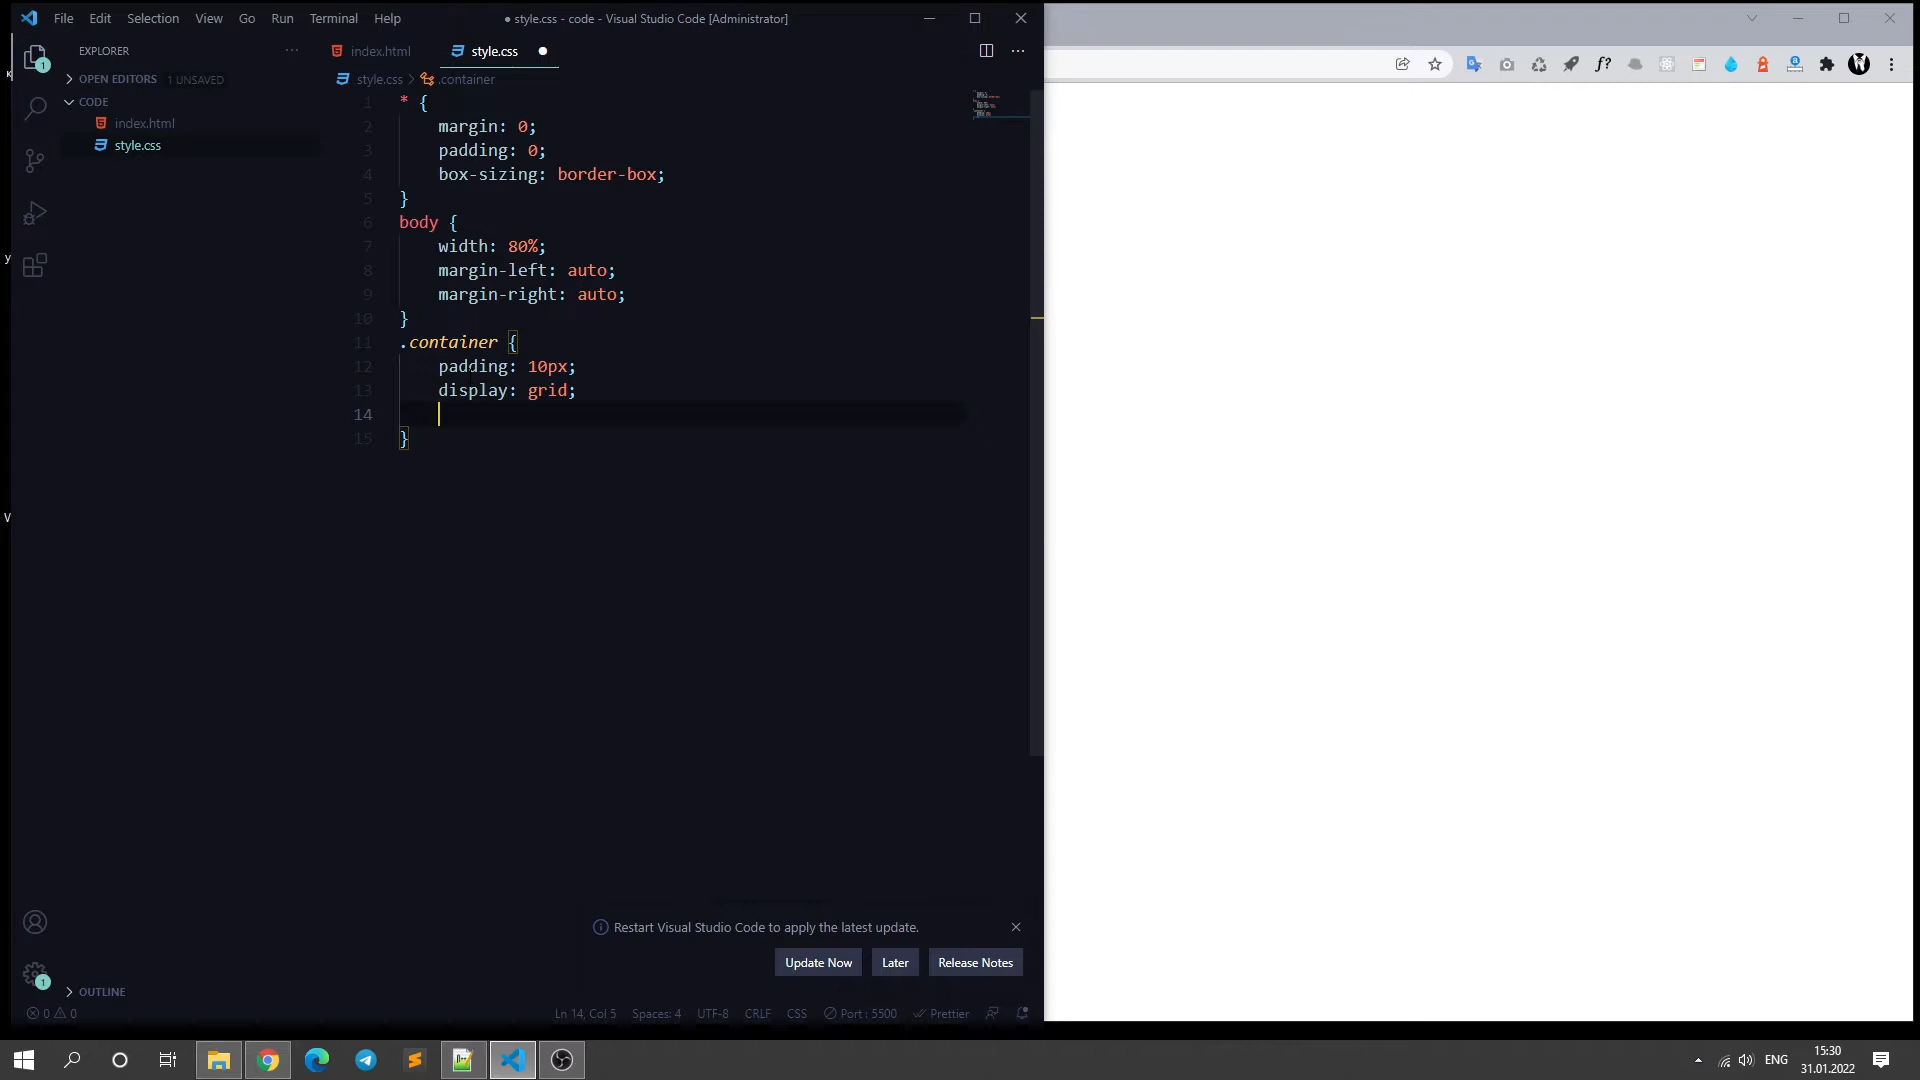 File Edit Selection View Go Run Terminal Help
● style.css - code - Visual Studio Code [Administrator]
EXPLORER
index.html
style.css
OPEN EDITORS 1 UNSAVED
style.css > .container
CODE
index.html
style.css
1 * {
2 margin: 0;
3 padding: 0;
4 box-sizing: border-box;
5 }
6 body {
7 width: 80%;
8 margin-left: auto;
9 margin-right: auto;
10 }
11 .container {
12 padding: 10px;
13 display: grid;
14
15 }
y
V
Restart Visual Studio Code to apply the latest update.
Update Now Later Release Notes
1
1
OUTLINE
0 0
Ln 14, Col 5 Spaces: 4 UTF-8 CRLF CSS Port : 5500 Prettier
f?
ENG
15:30
31.01.2022